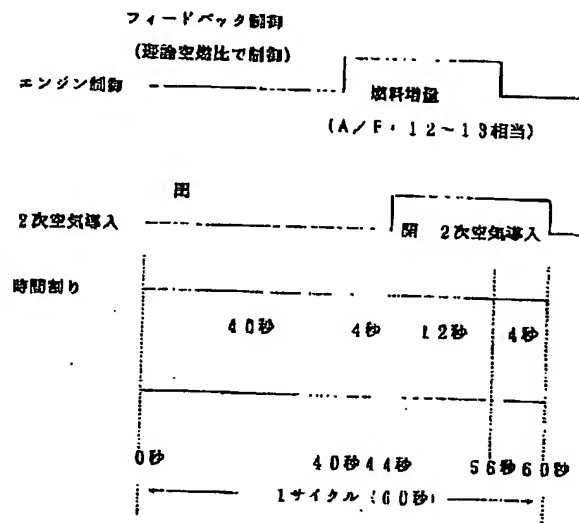 フィードバック制御
(理論空燃比で制御)
エンジン制御
燃料増量
(A/F・12~13相当)
閉
2次空気導入
開 2次空気導入
時間割り
40秒 4秒 12秒 4秒
0秒 40秒 44秒 56秒 60秒
1サイクル(60秒)